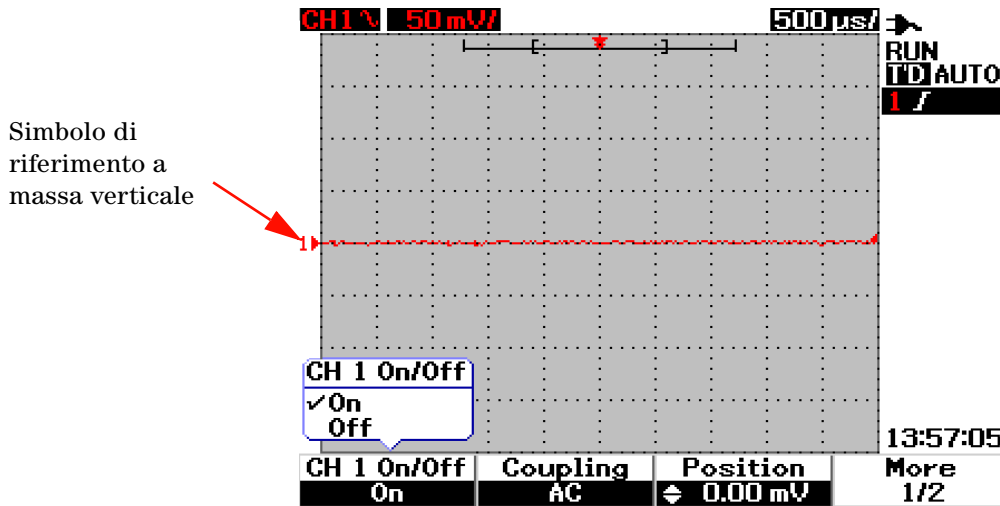 CH1 50 mV/ 500 µs/
RUN
T'D AUTO
1
Simbolo di
riferimento a
massa verticale
1
CH 1 On/Off
On
Off
13:57:05
CH 1 On/Off Coupling Position More
On AC 0.00 mV 1/2